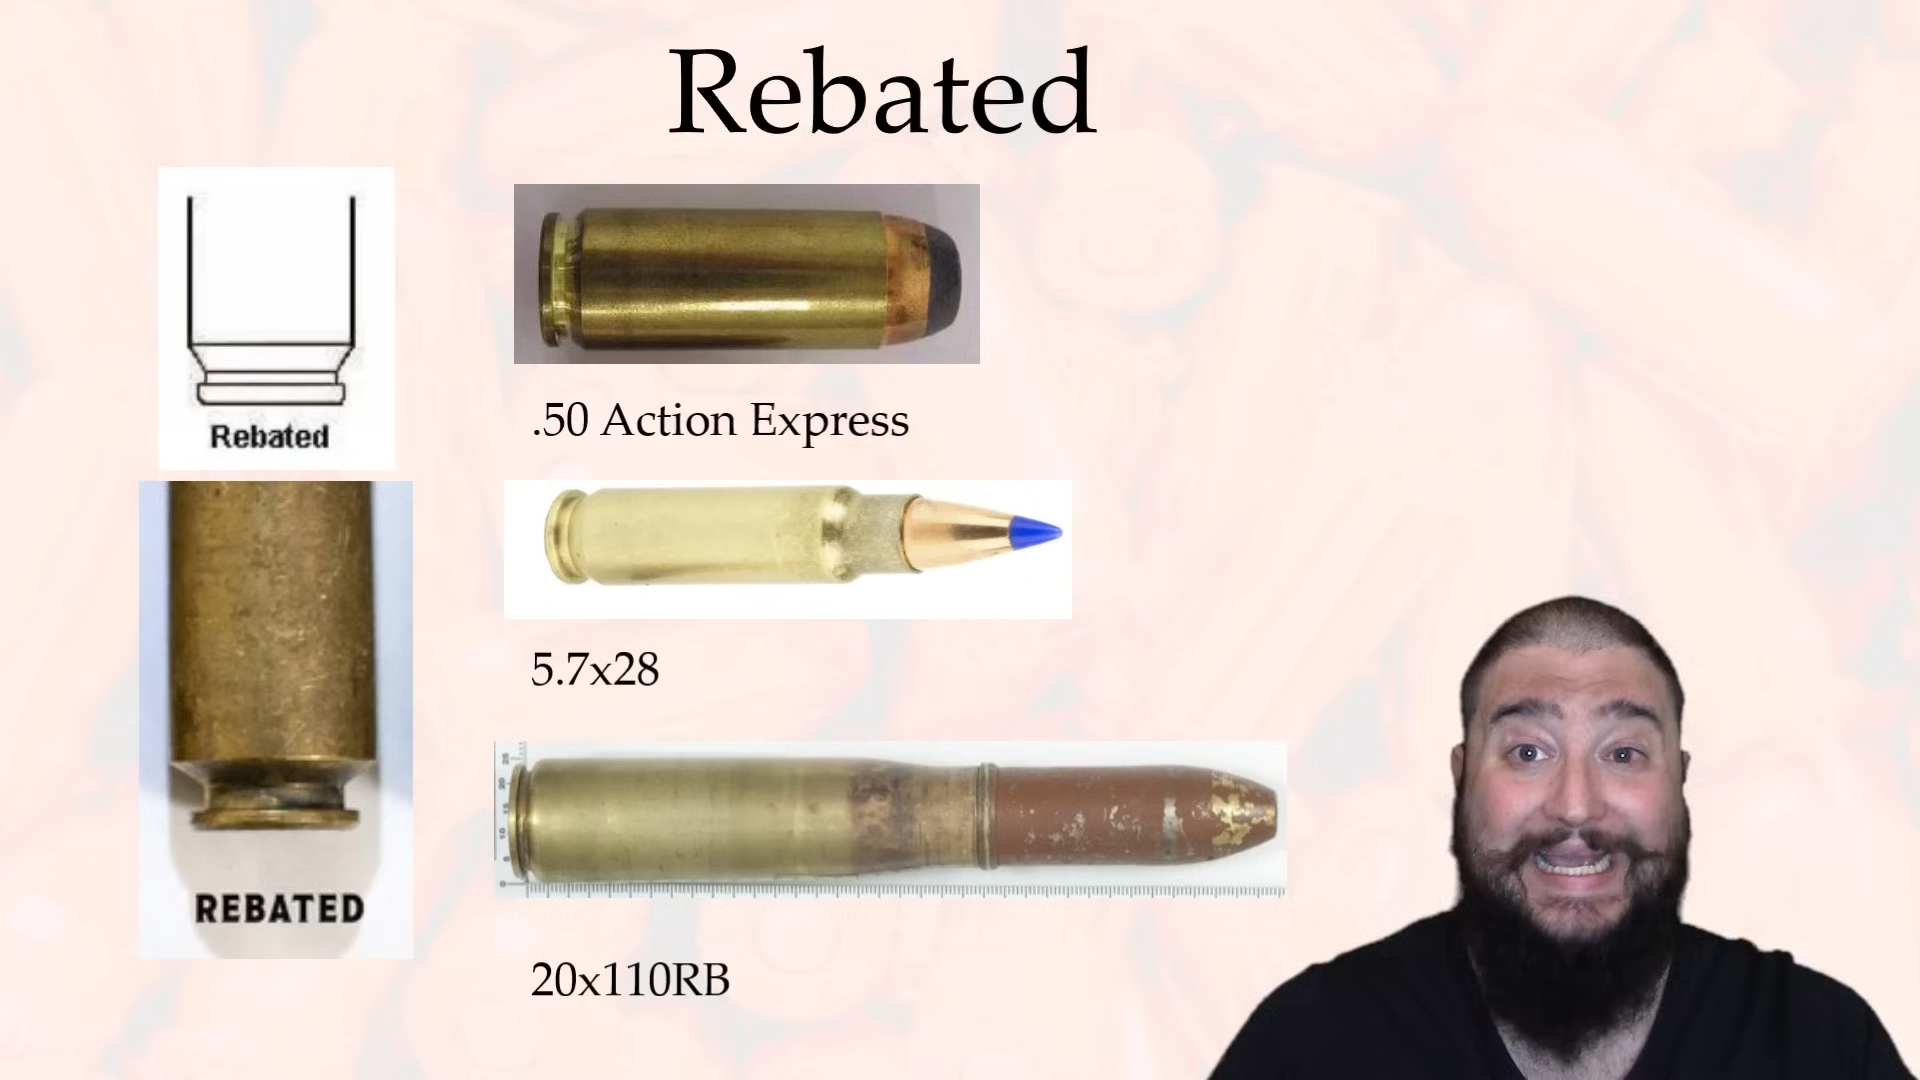 Rebated
Rebated
.50 Action Express
5.7x28
REBATED
20x110RB